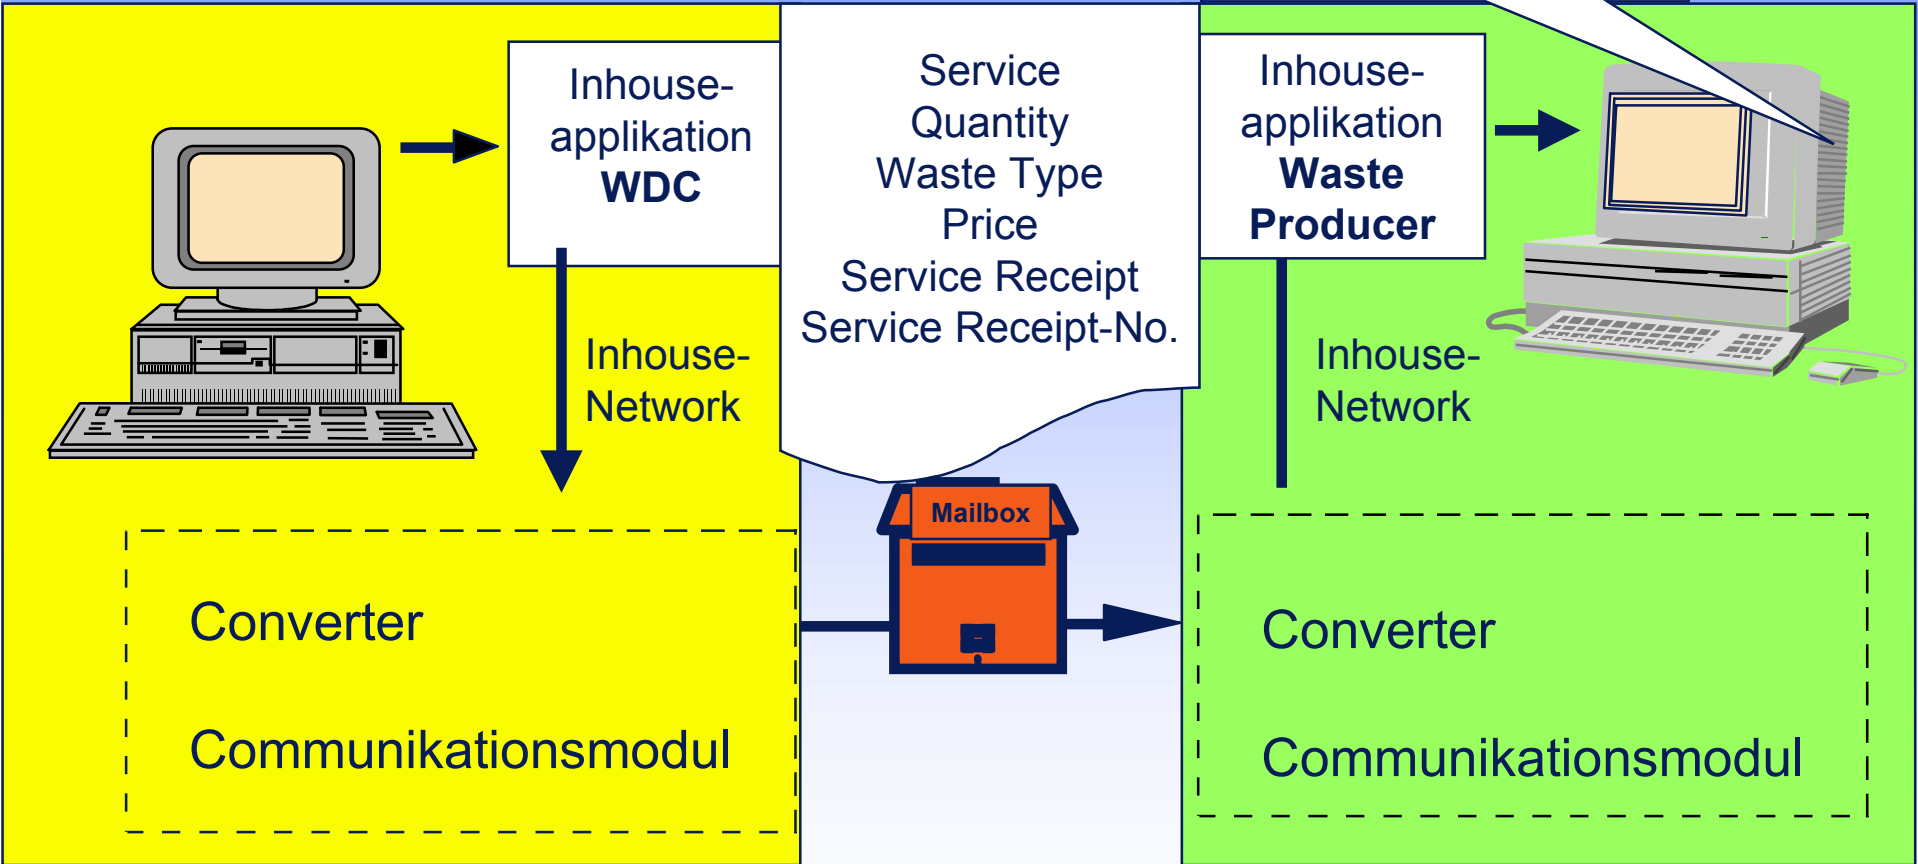 Inhouse-
applikation
WDC
Service
Quantity
Waste Type
Price
Service Receipt
Service Receipt-No.
Inhouse-
applikation
Waste
Producer
Inhouse-
Network
Inhouse-
Network
Mailbox
Converter
Communikationsmodul
Converter
Communikationsmodul